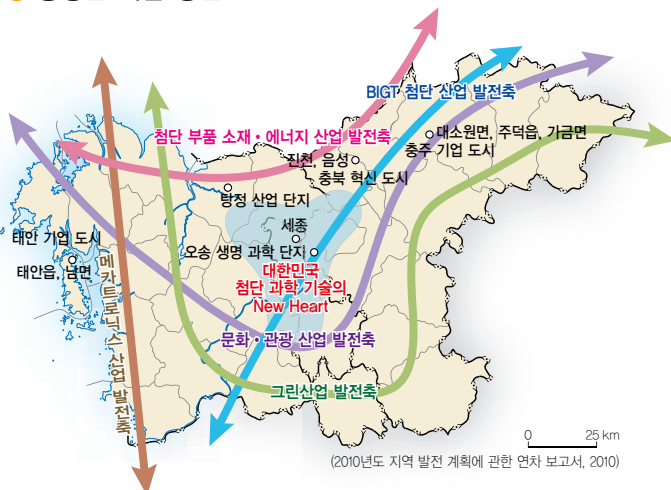 BIGT 첨단 산업 발전축
첨단 부품 소재·에너지 산업 발전축
대소원면, 주덕읍, 가금면
충주 기업 도시
진천, 음성
충북 혁신 도시
탕정 산업 단지
세종
오송 생명 과학 단지
태안 기업 도시
태안읍, 남면
대한민국
첨단 과학 기술의
New Heart
메카트로닉스 산업 발전축
문화·관광 산업 발전축
그린산업 발전축
0 25 km
(2010년도 지역 발전 계획에 관한 연차 보고서, 2010)